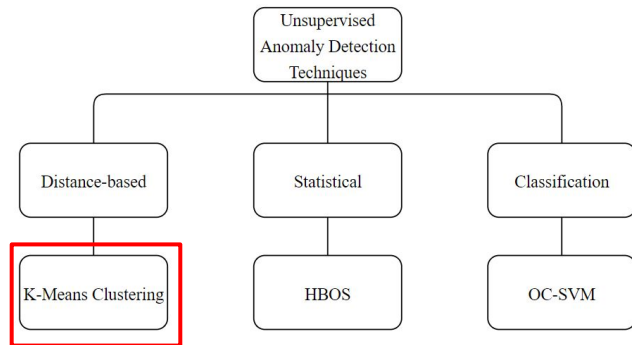 Unsupervised
Anomaly Detection
Techniques
Distance-based
Statistical
Classification
K-Means Clustering
HBOS
OC-SVM